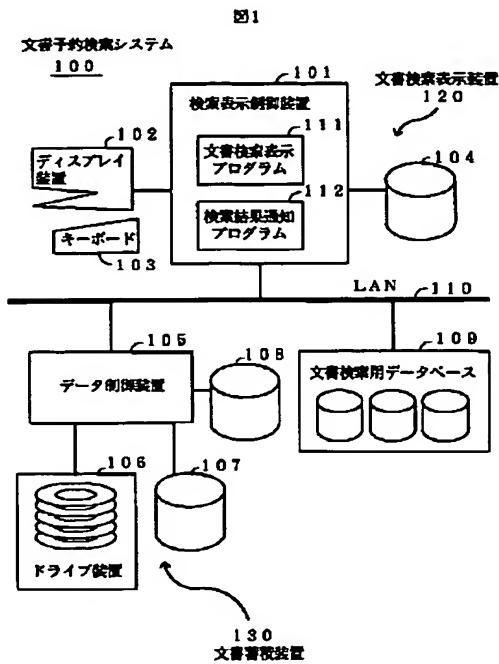 図1
文書予約検索システム
100
101
検索表示制御装置
文書検索表示装置
120
102
ディスプレイ
装置
111
文書検索表示
プログラム
104
112
検索結果通知
プログラム
キーボード
103
LAN
110
105
データ制御装置
108
109
文書検索用データベース
106
ドライブ装置
107
130
文書蓄積装置